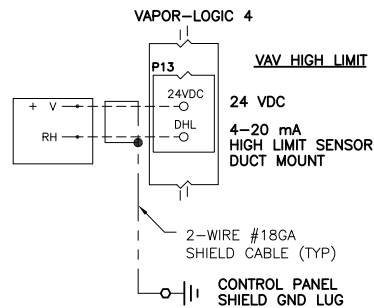 VAPOR-LOGIC 4
VAV HIGH LIMIT
P13
24VDC
24 VDC
+ V
DHL
RH
4-20 mA
HIGH LIMIT SENSOR
DUCT MOUNT
2-WIRE #18GA
SHIELD CABLE (TYP)
CONTROL PANEL
SHIELD GND LUG